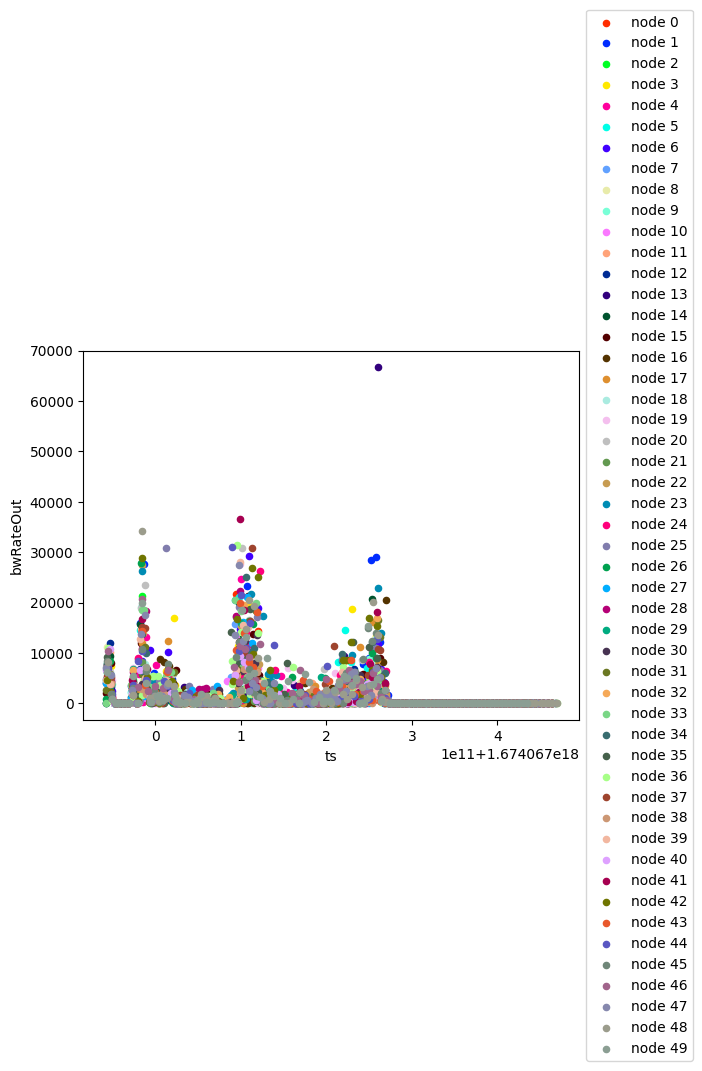 node 0
node 1
node 2
node 3
node 4
node 5
node 6
node 7
node 8
node 9
node 10
node 11
node 12
node 13
node 14
node 15
node 16
node 17
node 18
node 19
node 20
node 21
node 22
node 23
node 24
node 25
node 26
node 27
node 28
node 29
node 30
node 31
node 32
node 33
node 34
node 35
node 36
node 37
node 38
node 39
node 40
node 41
node 42
node 43
node 44
node 45
node 46
node 47
node 48
node 49
70000
60000
50000
40000
30000
20000
10000
0
bwRateOut
0 1 2 3 4
ts
1e11+1.674067e18